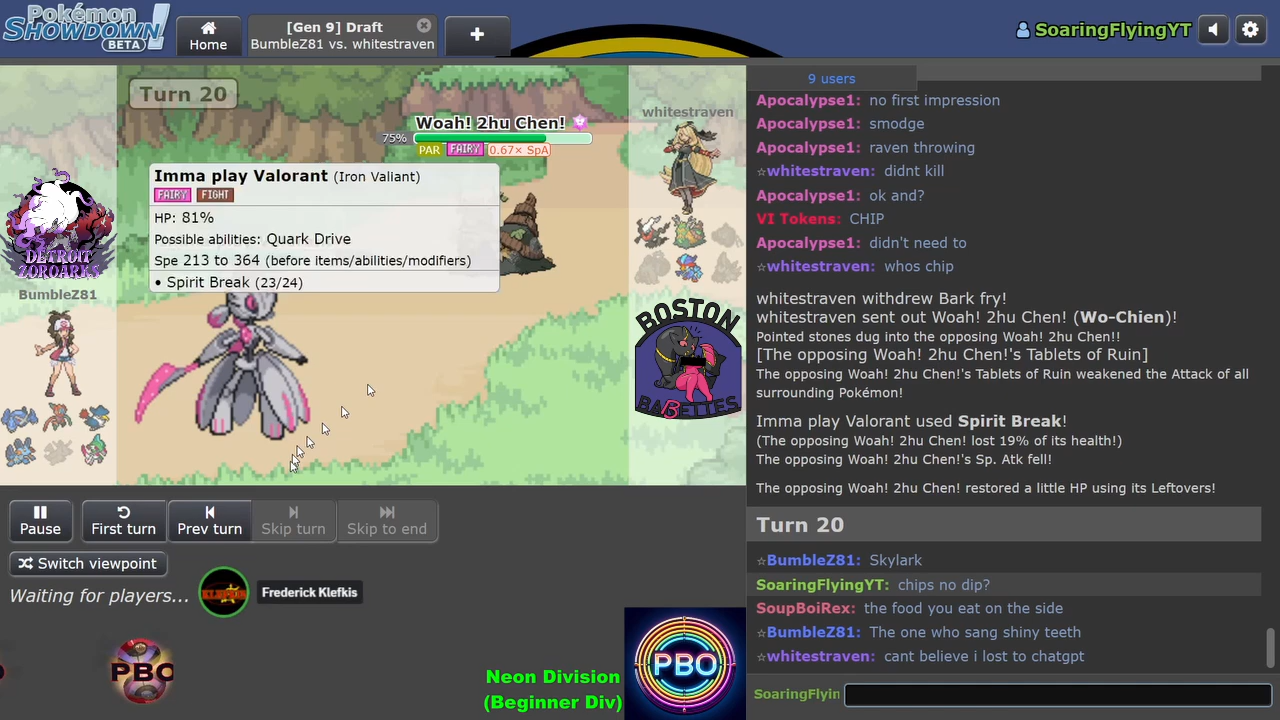 Pokémon
SHOWDOWN!
BETA
Home
[Gen 9] Draft
BumbleZ81 vs. whitestraven
+
SoaringFlyingYT
Turn 20
Woah! 2hu Chen!
75%
PAR FAIRY 0.67× SpA
Imma play Valorant (Iron Valiant)
FAIRY FIGHT
HP: 81%
Possible abilities: Quark Drive
Spe 213 to 364 (before items/abilities/modifiers)
• Spirit Break (23/24)
DETROIT
ZOROARKS
BumbleZ81
whitestraven
BOSTON
BABETTES
9 users
Apocalypse1: no first impression
Apocalypse1: smodge
Apocalypse1: raven throwing
☆whitestraven: didnt kill
Apocalypse1: ok and?
VI Tokens: CHIP
Apocalypse1: didn't need to
☆whitestraven: whos chip
whitestraven withdrew Bark fry!
whitestraven sent out Woah! 2hu Chen! (Wo-Chien)!
Pointed stones dug into the opposing Woah! 2hu Chen!!
[The opposing Woah! 2hu Chen!'s Tablets of Ruin]
The opposing Woah! 2hu Chen!'s Tablets of Ruin weakened the Attack of all
surrounding Pokémon!
Imma play Valorant used Spirit Break!
(The opposing Woah! 2hu Chen! lost 19% of its health!)
The opposing Woah! 2hu Chen!'s Sp. Atk fell!
The opposing Woah! 2hu Chen! restored a little HP using its Leftovers!
Turn 20
☆BumbleZ81: Skylark
SoaringFlyingYT: chips no dip?
SoupBoiRex: the food you eat on the side
☆BumbleZ81: The one who sang shiny teeth
☆whitestraven: cant believe i lost to chatgpt
SoaringFlyin
Pause
First turn
Prev turn
Skip turn
Skip to end
Switch viewpoint
Waiting for players...
KLEFKIS
Frederick Klefkis
PBO
Neon Division
(Beginner Div)
PBO